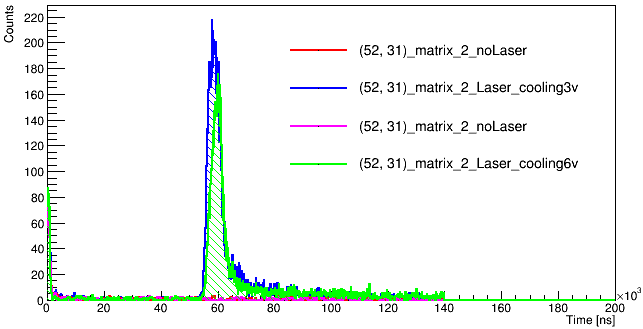 Counts
220
200
180
160
140
120
100
80
60
40
20
0
(52, 31)_matrix_2_noLaser
(52, 31)_matrix_2_Laser_cooling3v
(52, 31)_matrix_2_noLaser
(52, 31)_matrix_2_Laser_cooling6v
0 20 40 60 80 100 120 140 160 180 200
×10³
Time [ns]